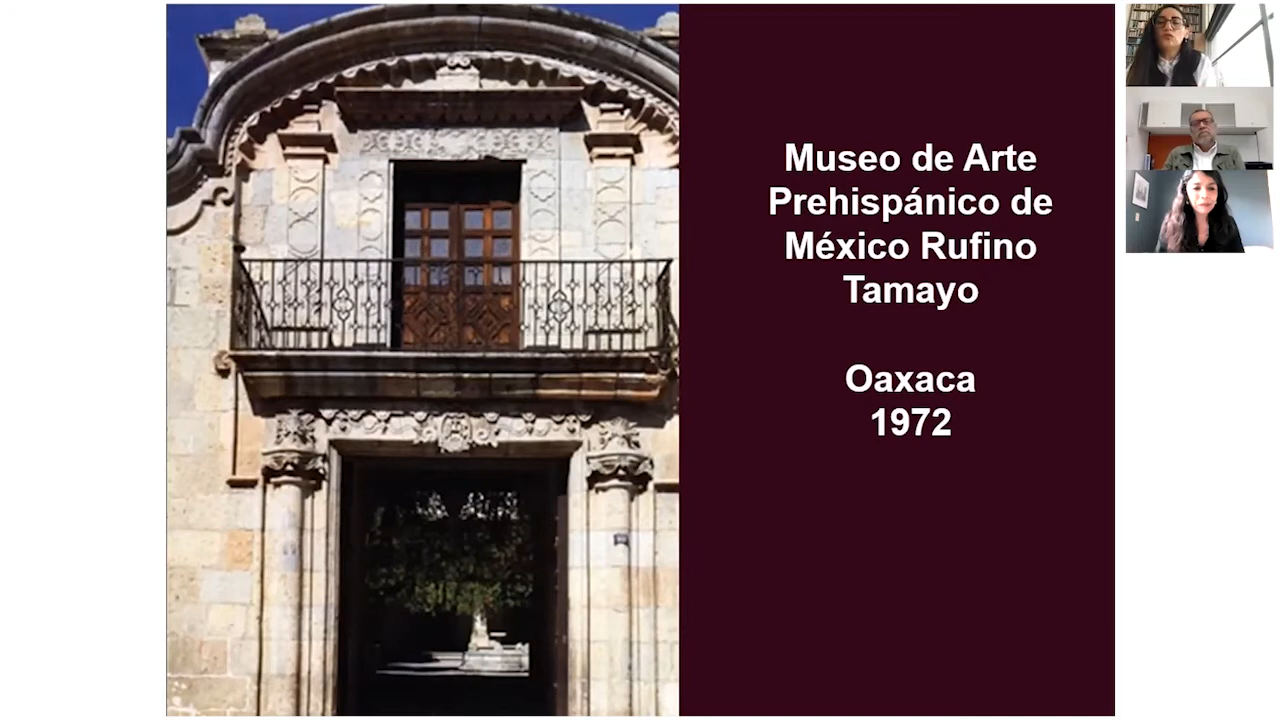 Museo de Arte
Prehispánico de
México Rufino
Tamayo
Oaxaca
1972